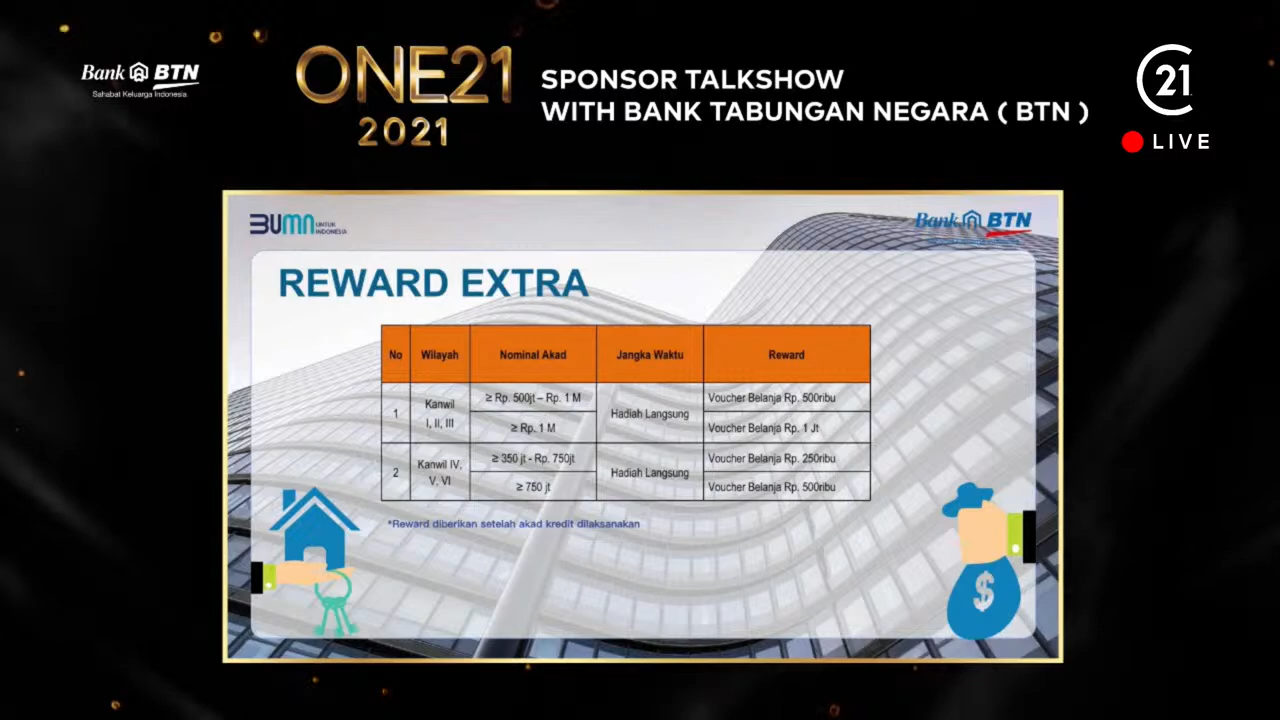 Bank BTN
Sahabat Keluarga Indonesia
ONE21
2021
SPONSOR TALKSHOW
WITH BANK TABUNGAN NEGARA ( BTN )
21
LIVE
BUMN UNTUK
INDONESIA
Bank BTN
REWARD EXTRA
No Wilayah Nominal Akad Jangka Waktu Reward
1 Kanwil I, II, III ≥ Rp. 500jt – Rp. 1 M Hadiah Langsung Voucher Belanja Rp. 500ribu
≥ Rp. 1 M Voucher Belanja Rp. 1 Jt
2 Kanwil IV, V, VI ≥ 350 jt - Rp. 750jt Hadiah Langsung Voucher Belanja Rp. 250ribu
≥ 750 jt Voucher Belanja Rp. 500ribu
*Reward diberikan setelah akad kredit dilaksanakan
$